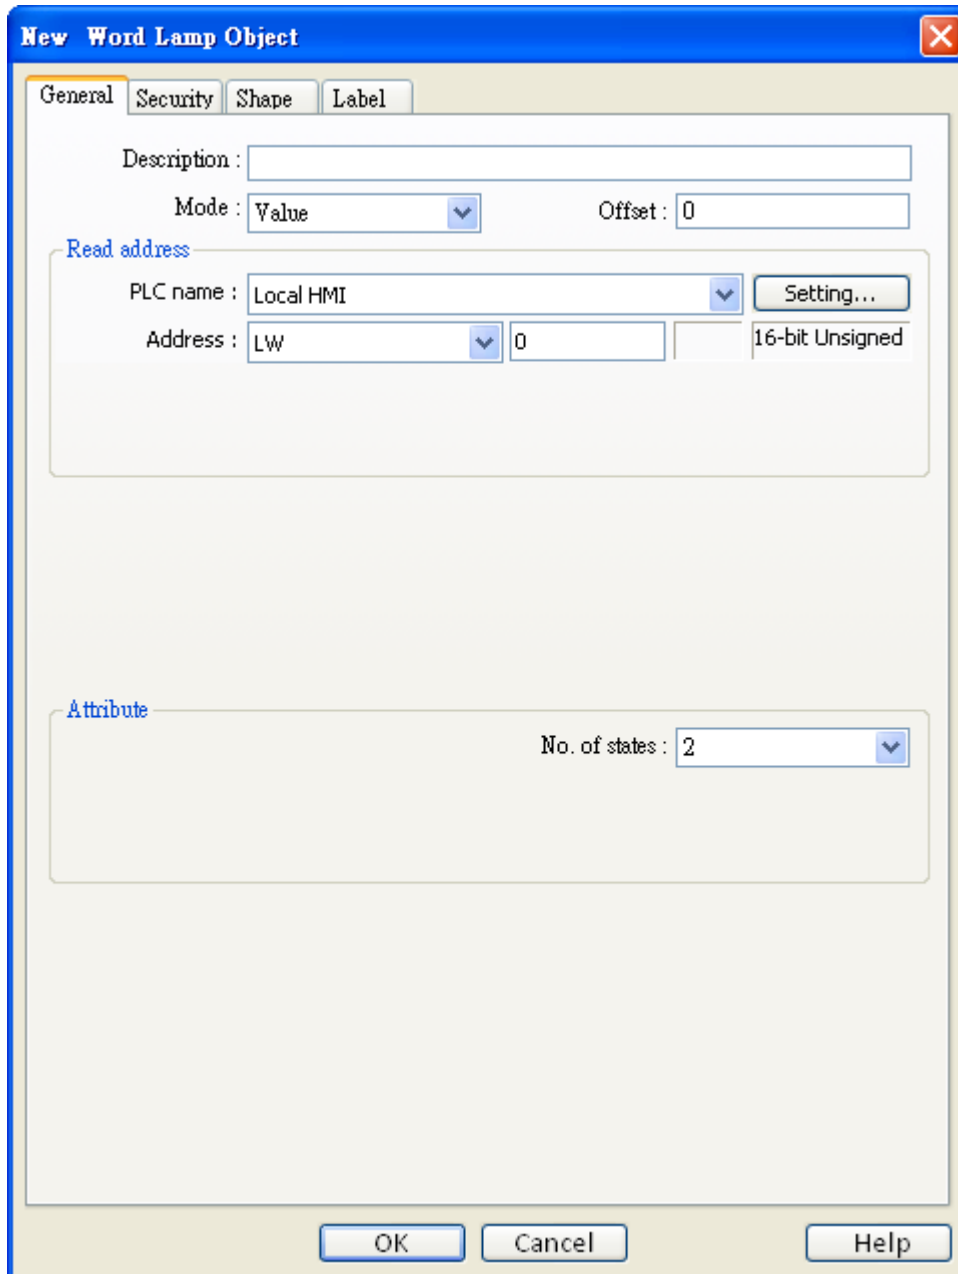 New Word Lamp Object
General Security Shape Label
Description :
Mode : Value Offset : 0
Read address
PLC name : Local HMI Setting...
Address : LW 0 16-bit Unsigned
Attribute
No. of states : 2
OK Cancel Help